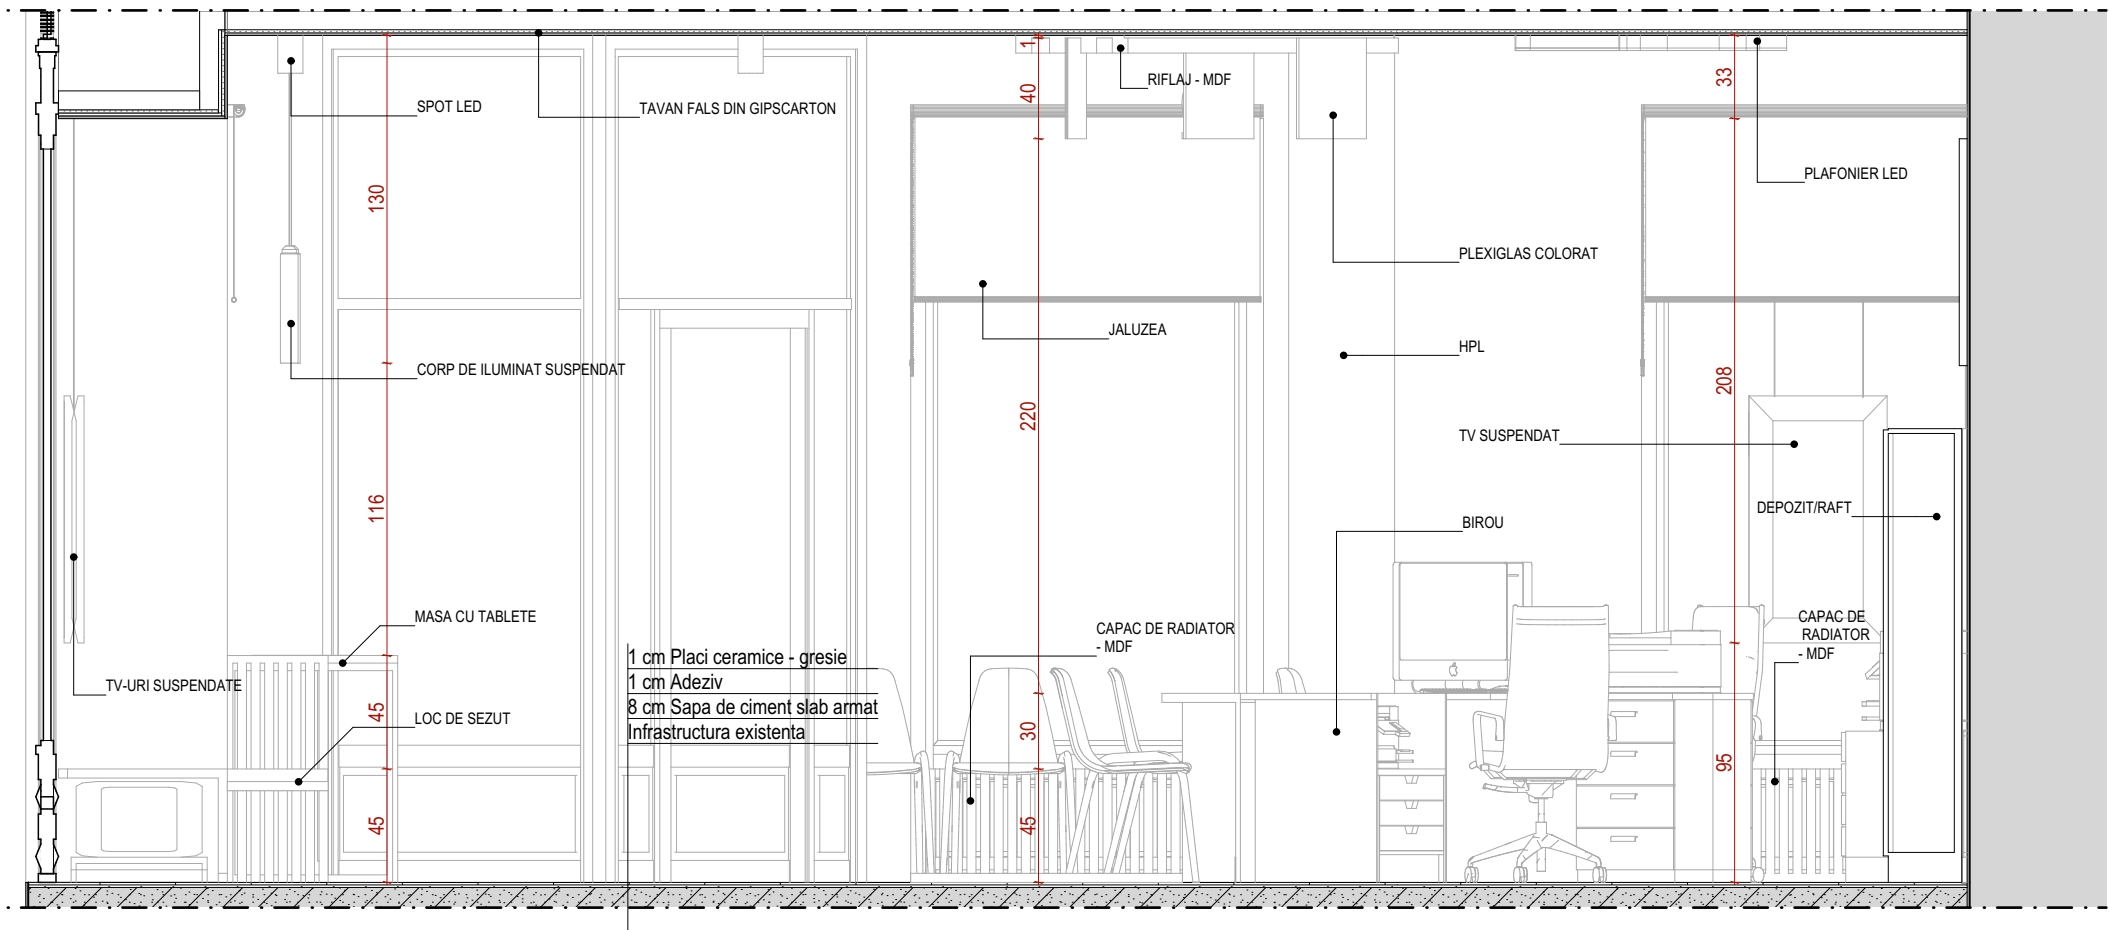 1
RIFLAJ - MDF
33
40
SPOT LED
TAVAN FALS DIN GIPSCARTON
PLAFONIER LED
130
PLEXIGLAS COLORAT
JALUZEA
HPL
CORP DE ILUMINAT SUSPENDAT
208
220
TV SUSPENDAT
116
DEPOZIT/RAFT
BIROU
MASA CU TABLETE
CAPAC DE RADIATOR
- MDF
CAPAC DE
RADIATOR
- MDF
1 cm Placi ceramice - gresie
1 cm Adeziv
8 cm Sapa de ciment slab armat
Infrastructura existenta
TV-URI SUSPENDATE
45
LOC DE SEZUT
30
95
45
45